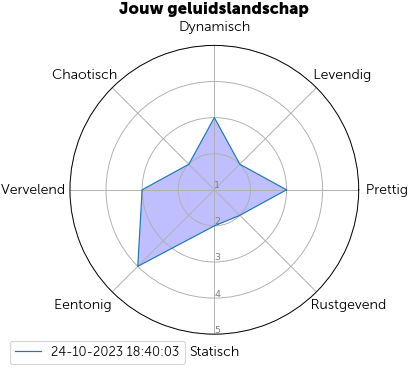 Jouw geluidslandschap
Dynamisch
Chaotisch
Levendig
Vervelend
1
Prettig
2
3
4
5
Eentonig
Rustgevend
24-10-2023 18:40:03
Statisch